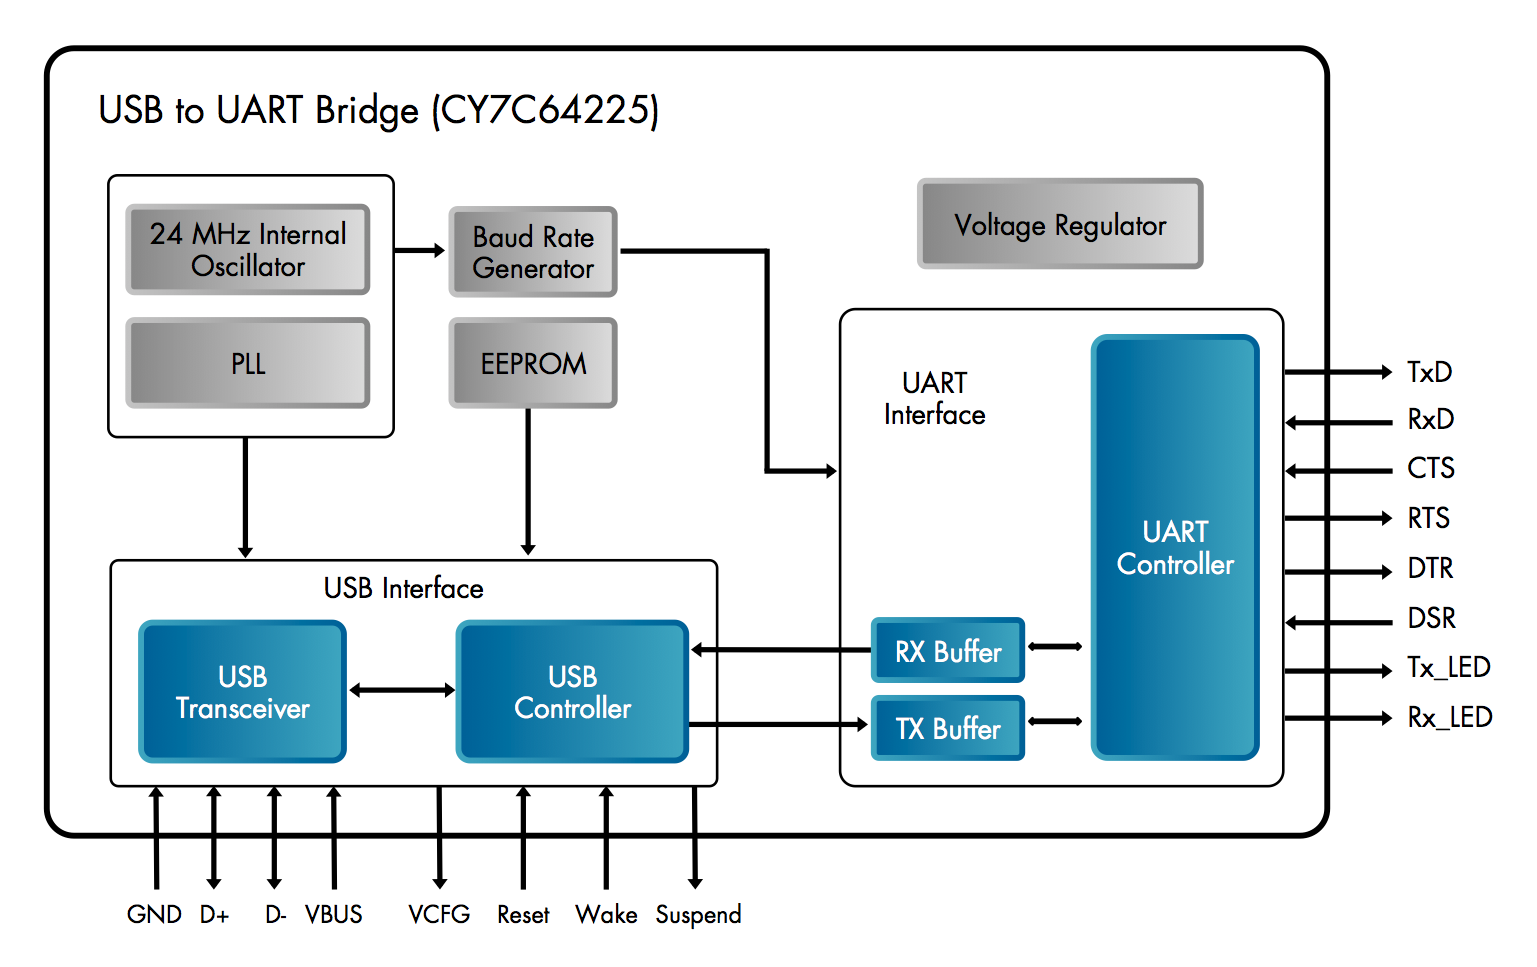 USB to UART Bridge (CY7C64225)
24 MHz Internal
Oscillator
PLL
Baud Rate
Generator
EEPROM
Voltage Regulator
UART
Interface
UART
Controller
RX Buffer
TX Buffer
USB Interface
USB
Transceiver
USB
Controller
TxD
RxD
CTS
RTS
DTR
DSR
Tx_LED
Rx_LED
GND D+ D- VBUS VCFG Reset Wake Suspend